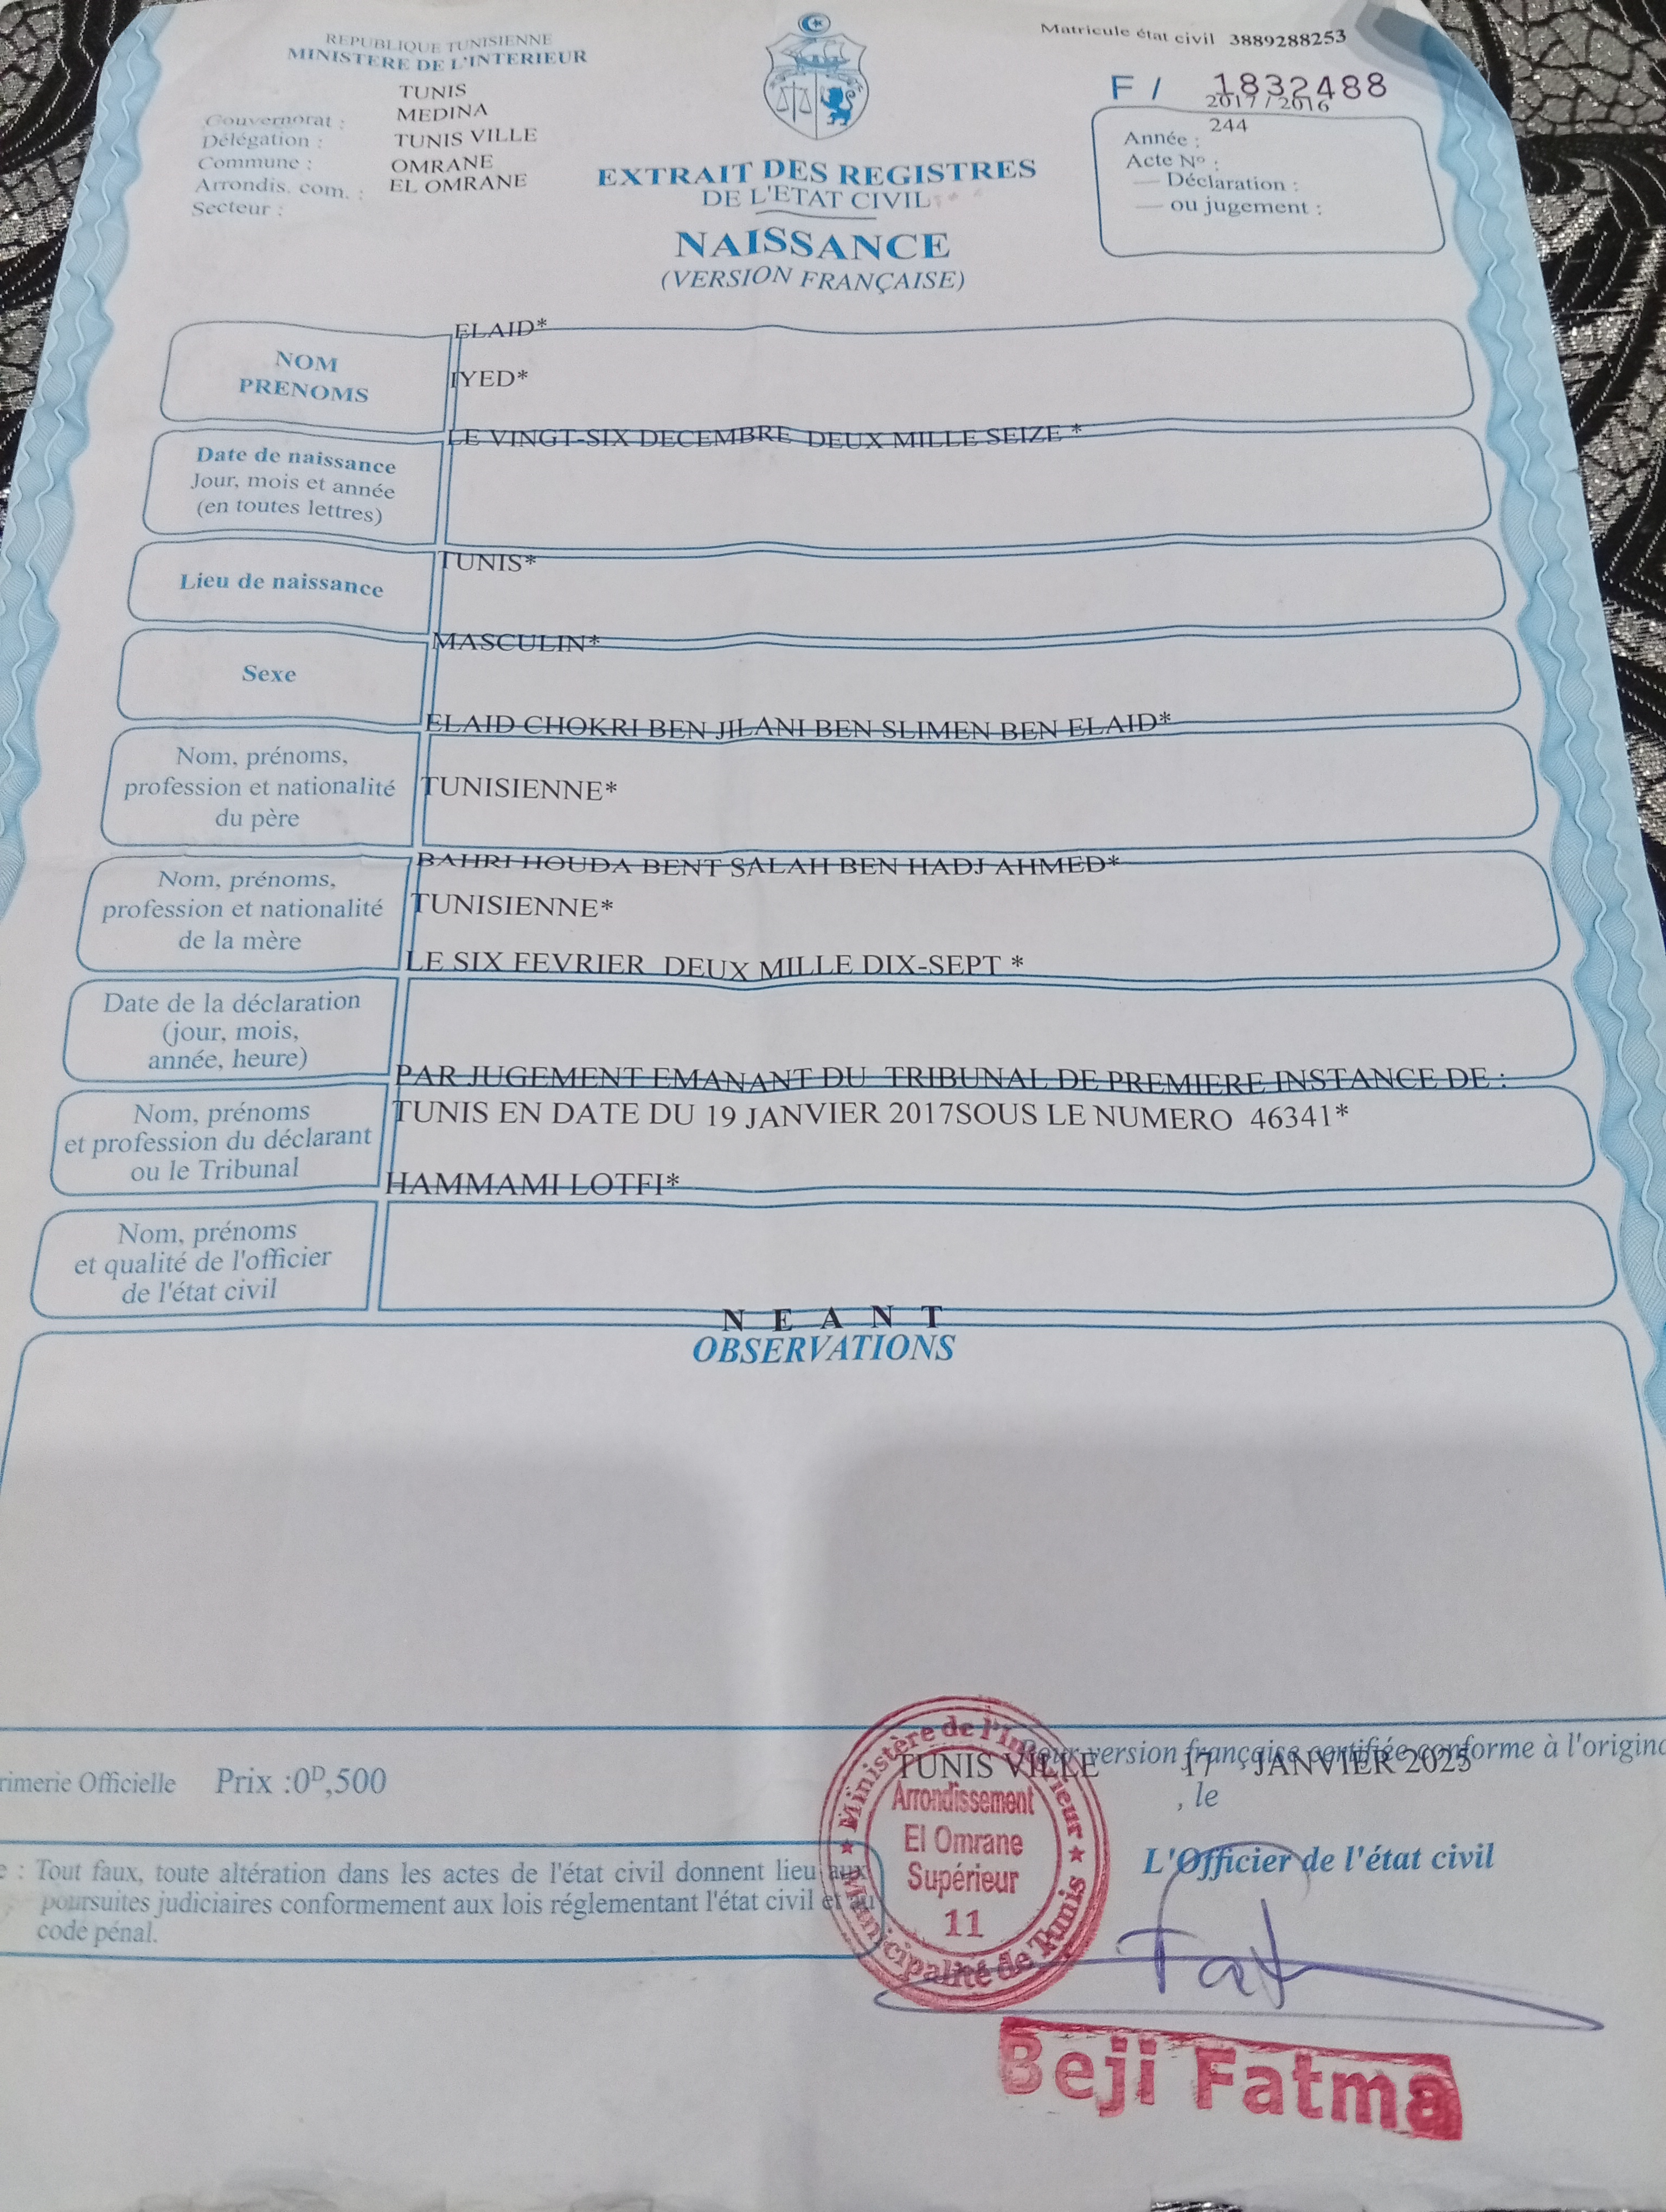 REPUBLIQUE TUNISIENNE
MINISTERE DE L'INTERIEUR
Matricule état civil 3889288253
F / 1832488
TUNIS
MEDINA
TUNIS VILLE
OMRANE
EL OMRANE
Gouvernorat :
Délégation :
Commune :
Arrondis. com. :
Secteur :
EXTRAIT DES REGISTRES
DE L'ETAT CIVIL
NAISSANCE
(VERSION FRANÇAISE)
2017 / 2016
244
Année :
Acte Nº :
— Déclaration :
— ou jugement :
ELAID*
NOM
PRENOMS
IYED*
LE VINGT-SIX DECEMBRE DEUX MILLE SEIZE *
Date de naissance
Jour, mois et année
(en toutes lettres)
TUNIS*
Lieu de naissance
MASCULIN*
Sexe
ELAID CHOKRI BEN JILANI BEN SLIMEN BEN ELAID*
Nom, prénoms,
profession et nationalité
du père
TUNISIENNE*
BAHRI HOUDA BENT SALAH BEN HADJ AHMED*
Nom, prénoms,
profession et nationalité
de la mère
TUNISIENNE*
LE SIX FEVRIER DEUX MILLE DIX-SEPT *
Date de la déclaration
(jour, mois,
année, heure)
PAR JUGEMENT EMANANT DU TRIBUNAL DE PREMIERE INSTANCE DE :
TUNIS EN DATE DU 19 JANVIER 2017SOUS LE NUMERO 46341*
Nom, prénoms
et profession du déclarant
ou le Tribunal
HAMMAMI LOTFI*
Nom, prénoms
et qualité de l'officier
de l'état civil
N E A N T
OBSERVATIONS
Pour version française certifiée conforme à l'origina
TUNIS VILLE 17 JANVIER 2025
, le
rimerie Officielle Prix :0D,500
L'Officier de l'état civil
e : Tout faux, toute altération dans les actes de l'état civil donnent lieu aux
poursuites judiciaires conformement aux lois réglementant l'état civil et au
code pénal.
Ministère de l'Intérieur
Arrondissement
El Omrane
Supérieur
11
Municipalité de Tunis
Beji Fatma